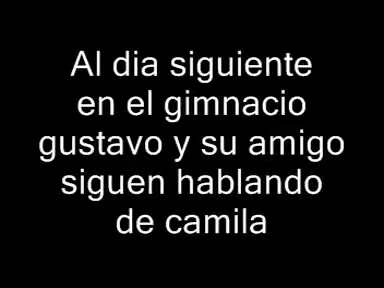 Al dia siguiente
en el gimnacio
gustavo y su amigo
siguen hablando
de camila